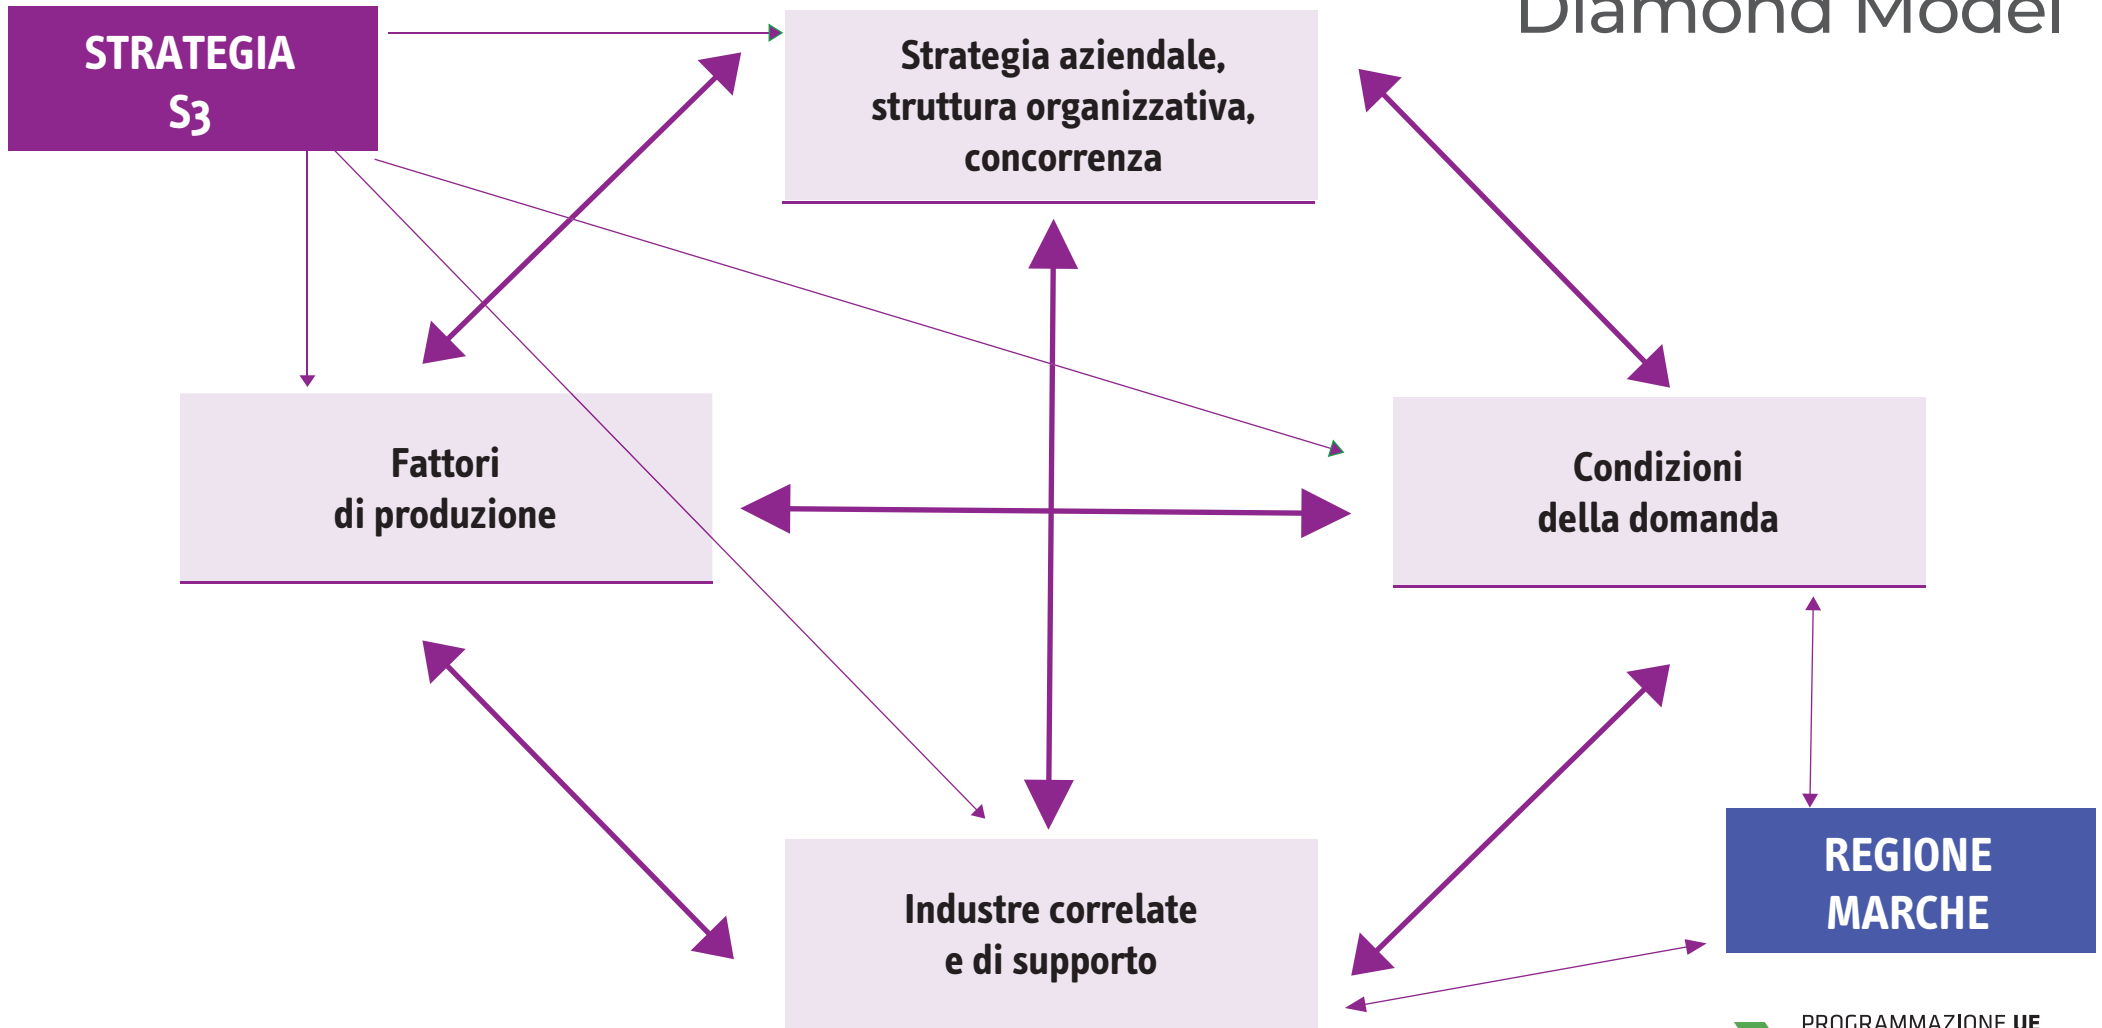 Diamond Model
STRATEGIA
S3
Strategia aziendale,
struttura organizzativa,
concorrenza
Fattori
di produzione
Condizioni
della domanda
Industre correlate
e di supporto
REGIONE
MARCHE
PROGRAMMAZIONE UE